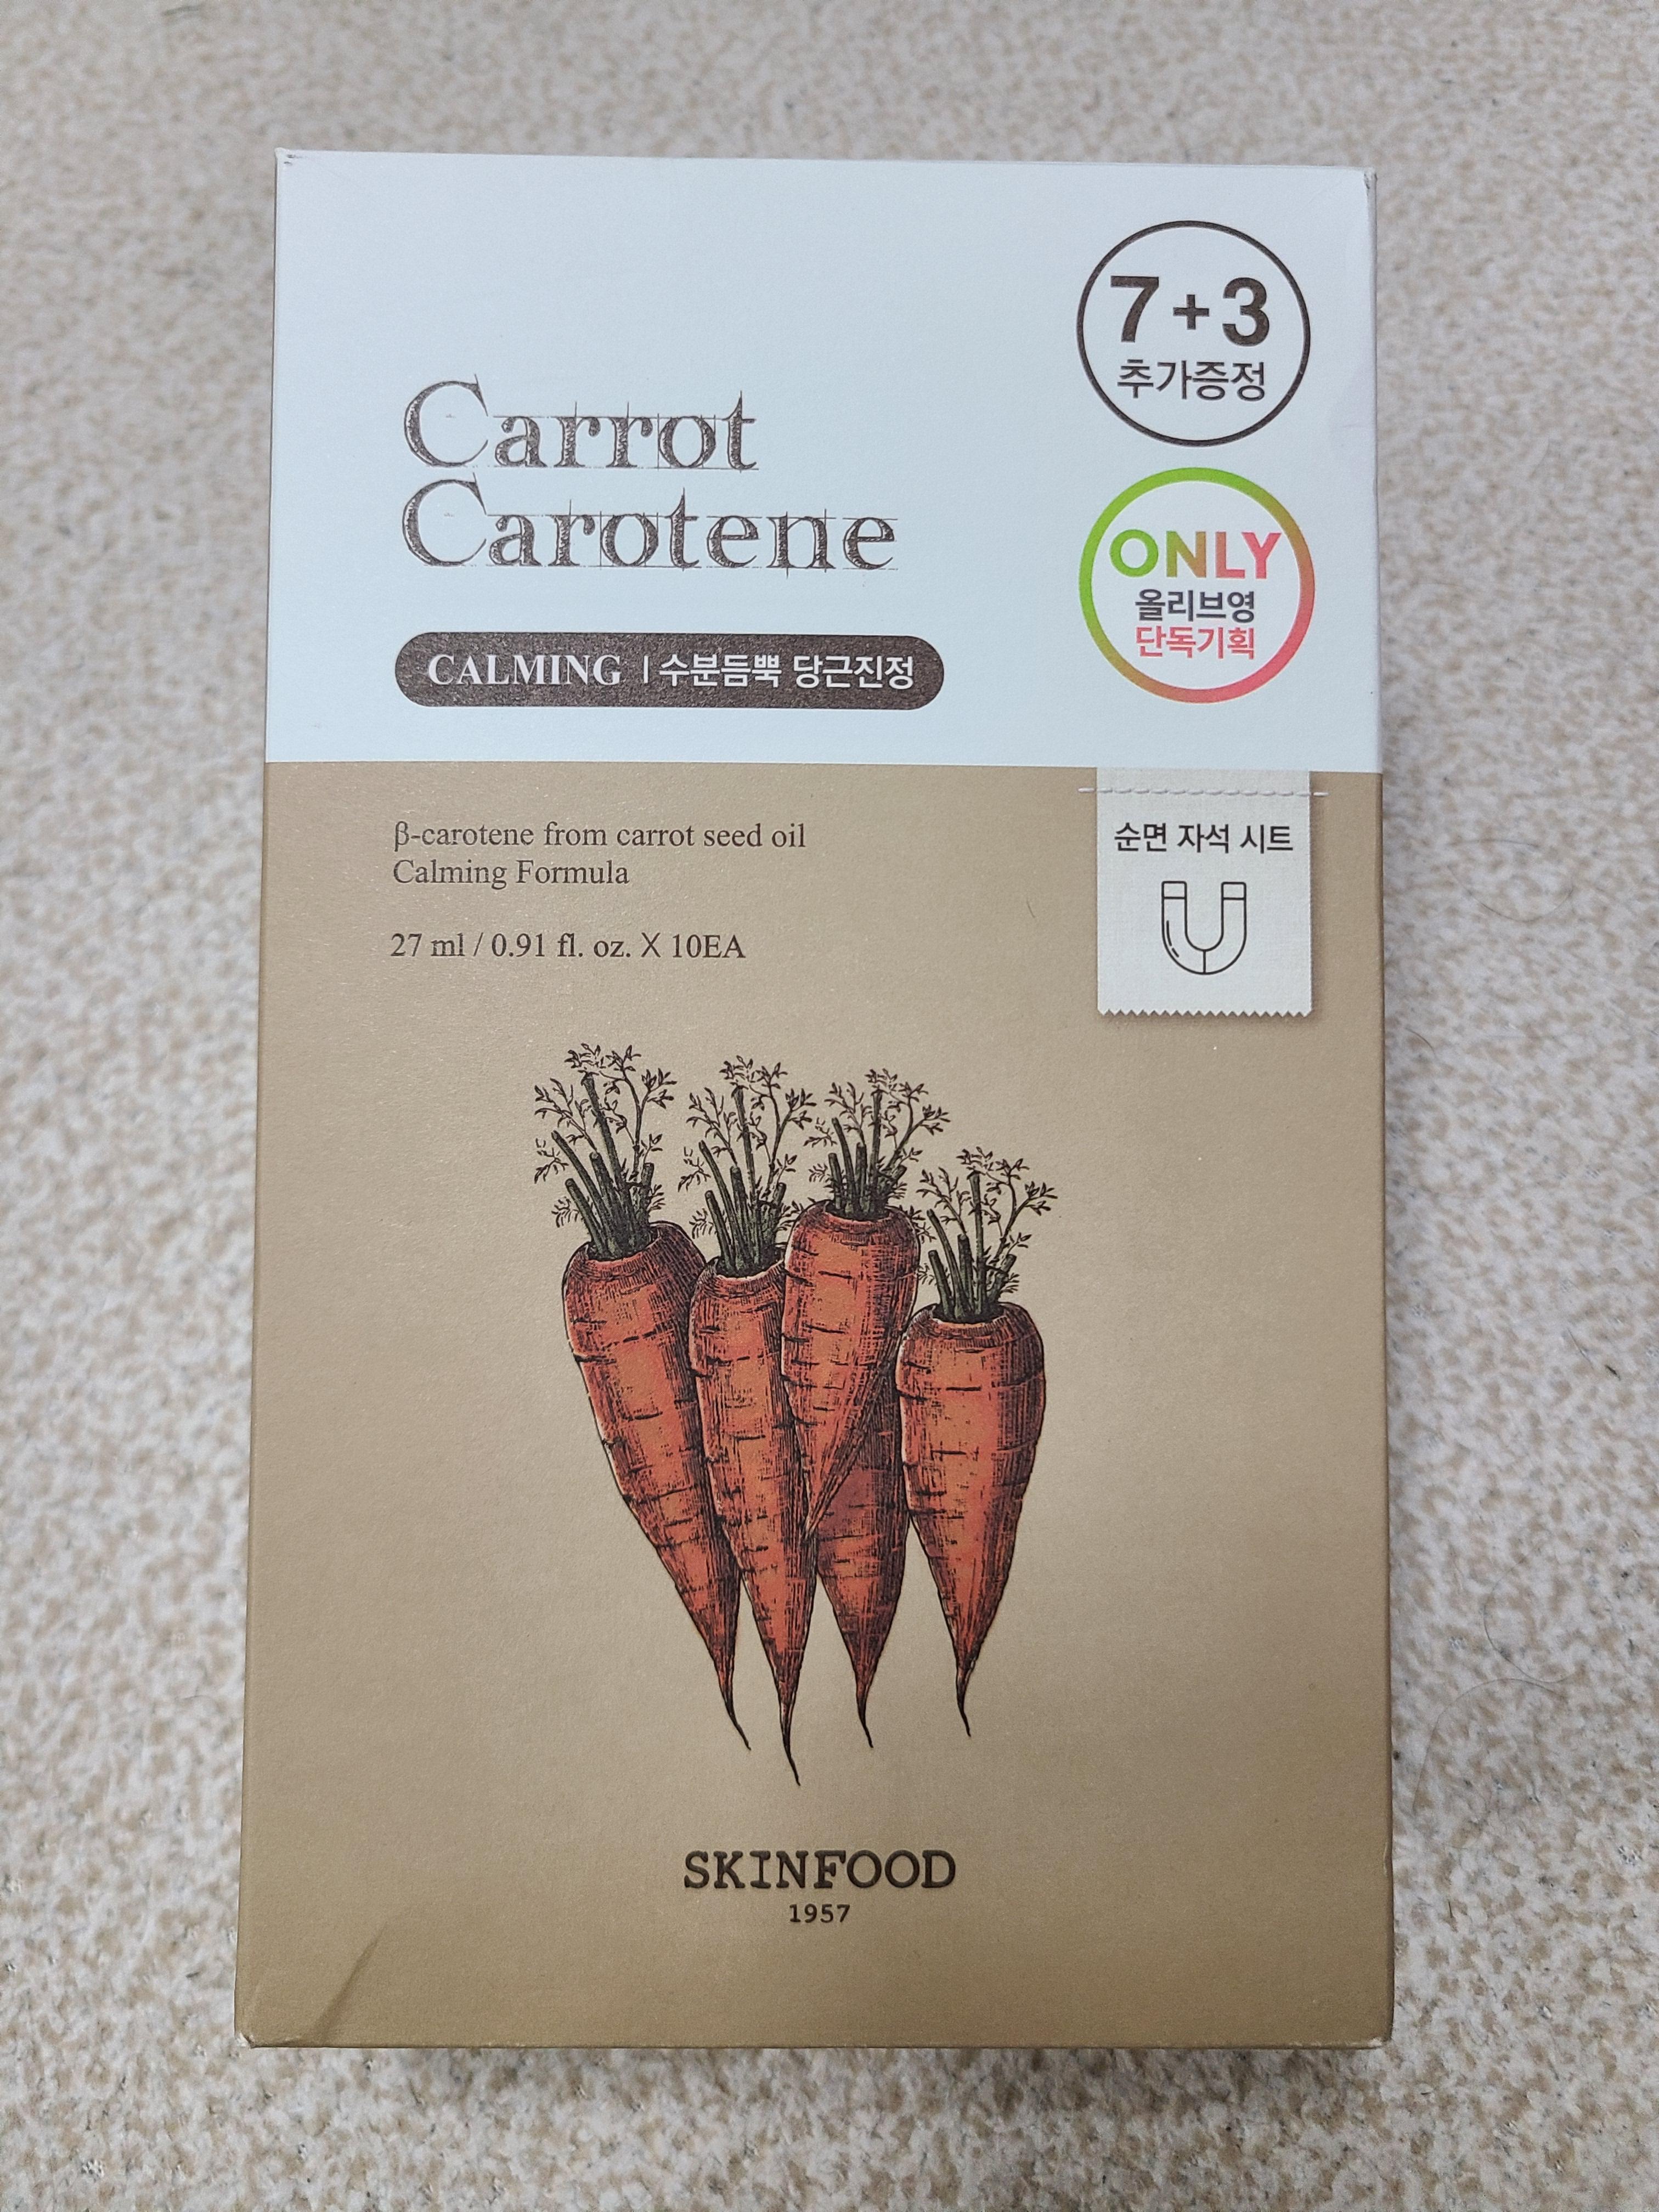 7+3
추가증정
Carrot
Carotene
ONLY
올리브영
단독기획
CALMING | 수분듬뿍 당근진정
β-carotene from carrot seed oil
Calming Formula
순면 자석 시트
27 ml / 0.91 fl. oz. X 10EA
SKINFOOD
1957